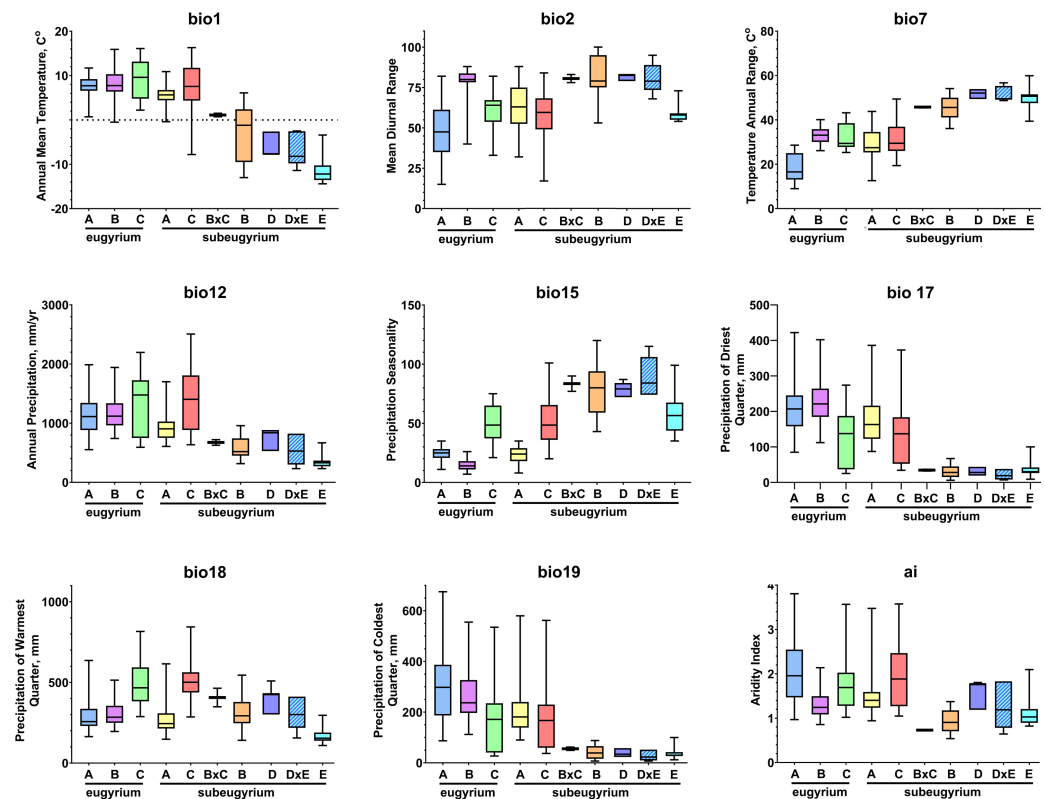 bio1
Annual Mean Temperature, C°
20
10
0
-10
-20
A B C A C BxC B D DxE E
eugyrium subeugyrium
bio2
Mean Diurnal Range
100
75
50
25
0
A B C A C BxC B D DxE E
eugyrium subeugyrium
bio7
Temperature Annual Range, C°
80
60
40
20
0
A B C A C BxC B D DxE E
eugyrium subeugyrium
bio12
Annual Precipitation, mm/yr
3000
2000
1000
0
A B C A C BxC B D DxE E
eugyrium subeugyrium
bio15
Precipitation Seasonality
150
100
50
0
A B C A C BxC B D DxE E
eugyrium subeugyrium
bio 17
Precipitation of Driest
Quarter, mm
500
400
300
200
100
0
A B C A C BxC B D DxE E
eugyrium subeugyrium
bio18
Precipitation of Warmest
Quarter, mm
1000
500
0
A B C A C BxC B D DxE E
eugyrium subeugyrium
bio19
Precipitation of Coldest
Quarter, mm
600
400
200
0
A B C A C BxC B D DxE E
eugyrium subeugyrium
ai
Aridity Index
4
3
2
1
0
A B C A C BxC B D DxE E
eugyrium subeugyrium